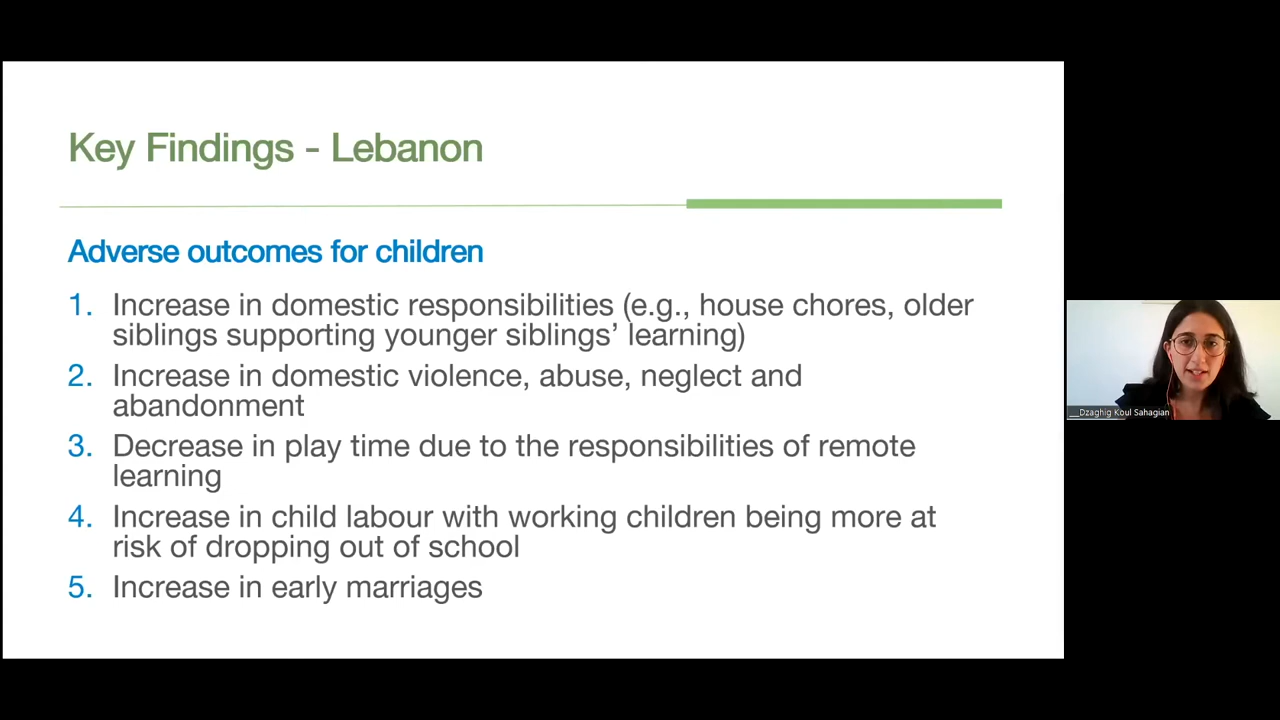 Key Findings - Lebanon
Adverse outcomes for children
1. Increase in domestic responsibilities (e.g., house chores, older
siblings supporting younger siblings’ learning)
2. Increase in domestic violence, abuse, neglect and
abandonment
3. Decrease in play time due to the responsibilities of remote
learning
4. Increase in child labour with working children being more at
risk of dropping out of school
5. Increase in early marriages
__Dzaghig Koul Sahagian